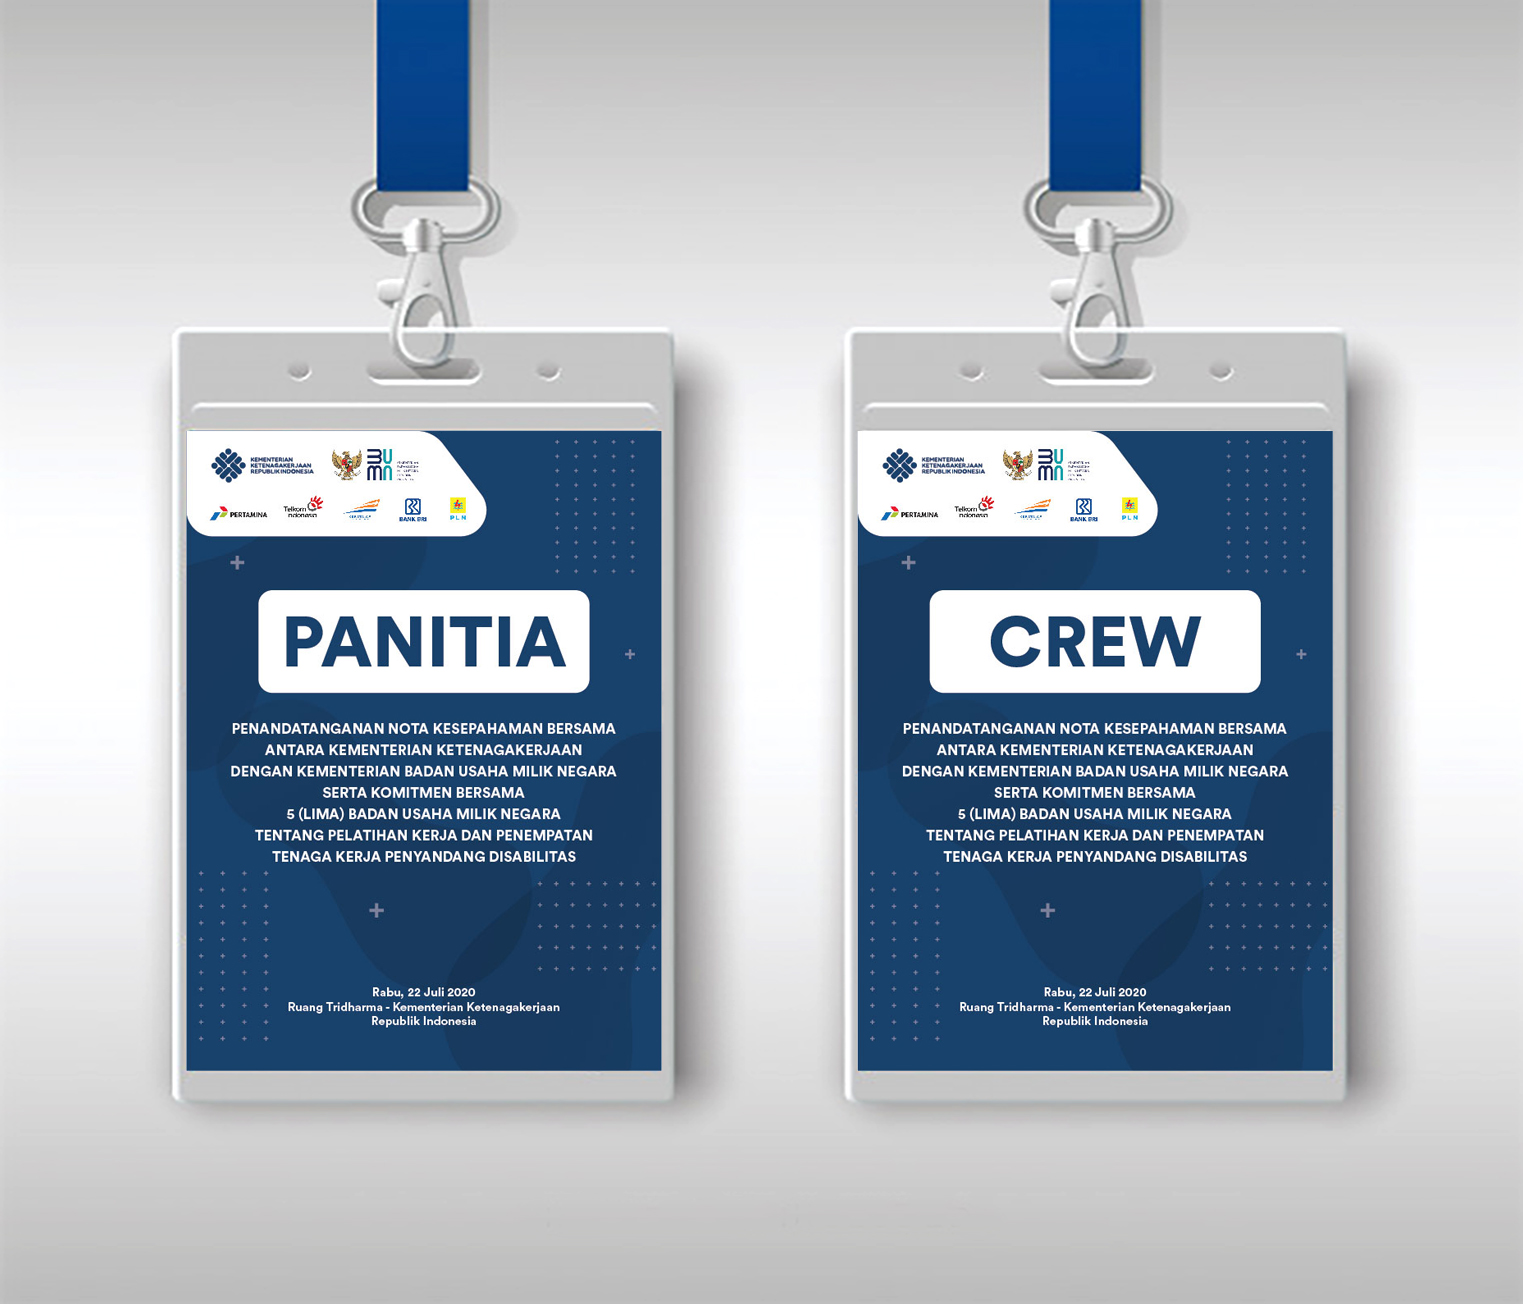 KEMENTERIAN
KETENAGAKERJAAN
REPUBLIK INDONESIA
BUMN
PERTAMINA
Telkom
Indonesia
BANK BRI
PLN
PANITIA
PENANDATANGANAN NOTA KESEPAHAMAN BERSAMA
ANTARA KEMENTERIAN KETENAGAKERJAAN
DENGAN KEMENTERIAN BADAN USAHA MILIK NEGARA
SERTA KOMITMEN BERSAMA
5 (LIMA) BADAN USAHA MILIK NEGARA
TENTANG PELATIHAN KERJA DAN PENEMPATAN
TENAGA KERJA PENYANDANG DISABILITAS
Rabu, 22 Juli 2020
Ruang Tridharma - Kementerian Ketenagakerjaan
Republik Indonesia
KEMENTERIAN
KETENAGAKERJAAN
REPUBLIK INDONESIA
BUMN
PERTAMINA
Telkom
Indonesia
BANK BRI
PLN
CREW
PENANDATANGANAN NOTA KESEPAHAMAN BERSAMA
ANTARA KEMENTERIAN KETENAGAKERJAAN
DENGAN KEMENTERIAN BADAN USAHA MILIK NEGARA
SERTA KOMITMEN BERSAMA
5 (LIMA) BADAN USAHA MILIK NEGARA
TENTANG PELATIHAN KERJA DAN PENEMPATAN
TENAGA KERJA PENYANDANG DISABILITAS
Rabu, 22 Juli 2020
Ruang Tridharma - Kementerian Ketenagakerjaan
Republik Indonesia